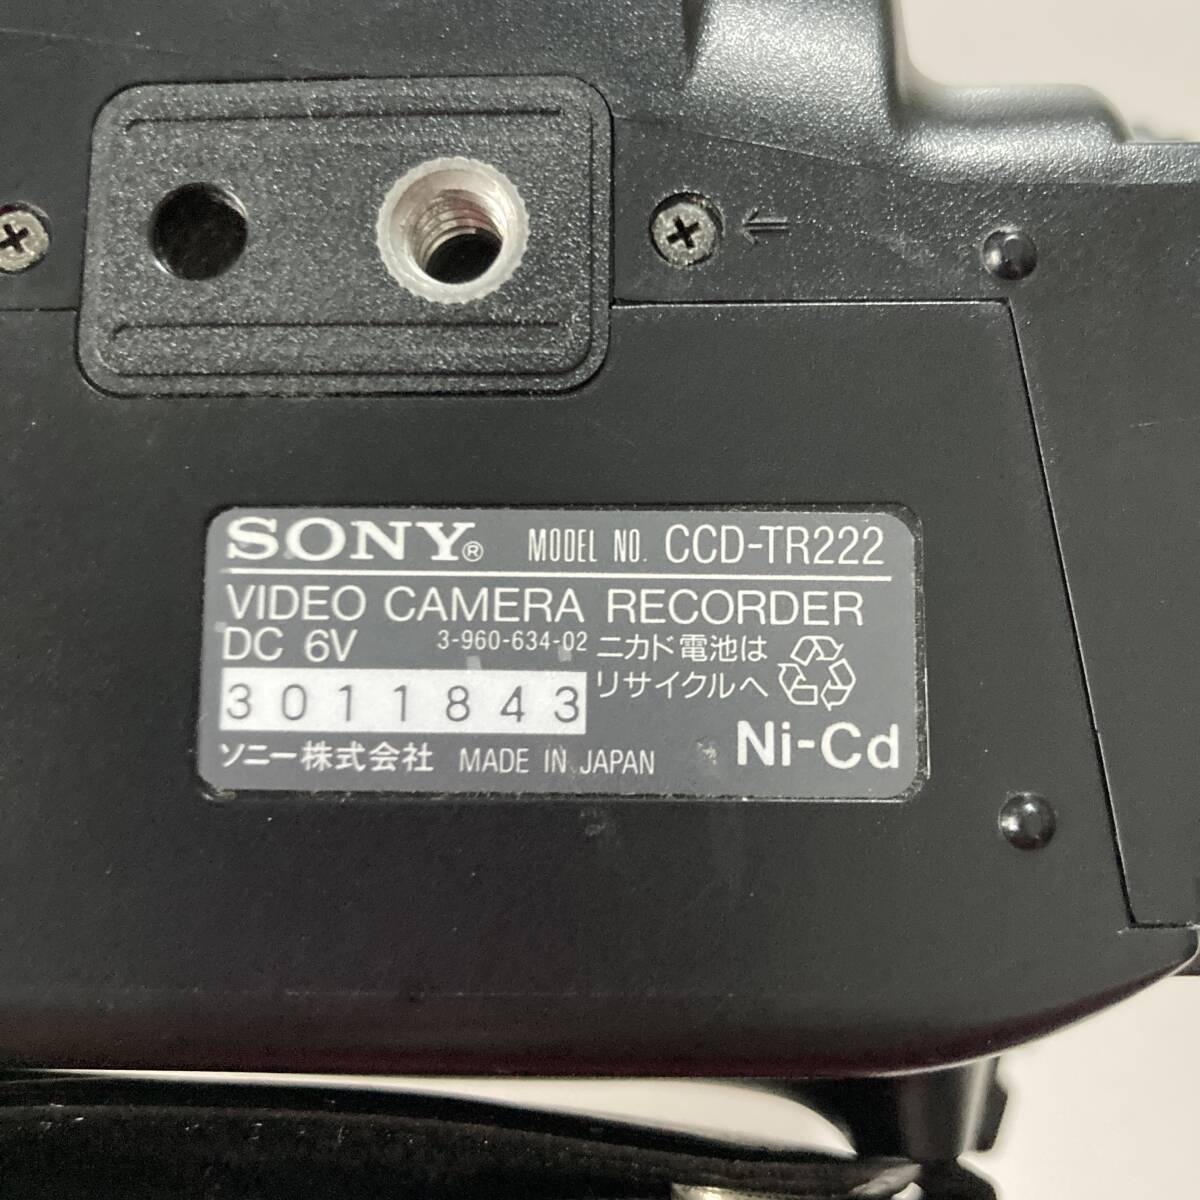 SONY® MODEL NO. CCD-TR222
VIDEO CAMERA RECORDER
DC 6V 3-960-634-02 ニカド電池は
3011843 リサイクルへ
ソニー株式会社 MADE IN JAPAN Ni-Cd